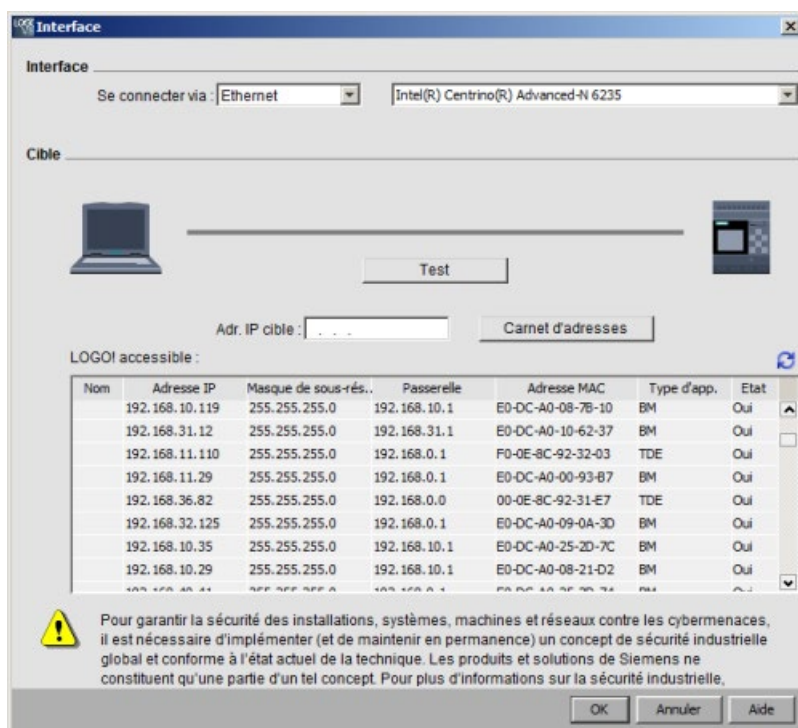 Interface
Interface
Se connecter via : Ethernet Intel(R) Centrino(R) Advanced-N 6235
Cible
Test
Adr. IP cible : . . . Carnet d'adresses
LOGO! accessible :
Nom Adresse IP Masque de sous-rés.. Passerelle Adresse MAC Type d'app. Etat
192.168.10.119 255.255.255.0 192.168.10.1 E0-DC-A0-08-7B-10 BM Oui
192.168.31.12 255.255.255.0 192.168.31.1 E0-DC-A0-10-62-37 BM Oui
192.168.11.110 255.255.255.0 192.168.0.1 F0-0E-8C-92-32-03 TDE Oui
192.168.11.29 255.255.255.0 192.168.0.1 E0-DC-A0-00-93-B7 BM Oui
192.168.36.82 255.255.255.0 192.168.0.0 00-0E-8C-92-31-E7 TDE Oui
192.168.32.125 255.255.255.0 192.168.0.1 E0-DC-A0-09-0A-3D BM Oui
192.168.10.35 255.255.255.0 192.168.10.1 E0-DC-A0-25-2D-7C BM Oui
192.168.10.29 255.255.255.0 192.168.10.1 E0-DC-A0-08-21-D2 BM Oui
Pour garantir la sécurité des installations, systèmes, machines et réseaux contre les cybermenaces,
il est nécessaire d'implémenter (et de maintenir en permanence) un concept de sécurité industrielle
global et conforme à l'état actuel de la technique. Les produits et solutions de Siemens ne
constituent qu'une partie d'un tel concept. Pour plus d'informations sur la sécurité industrielle,
OK Annuler Aide